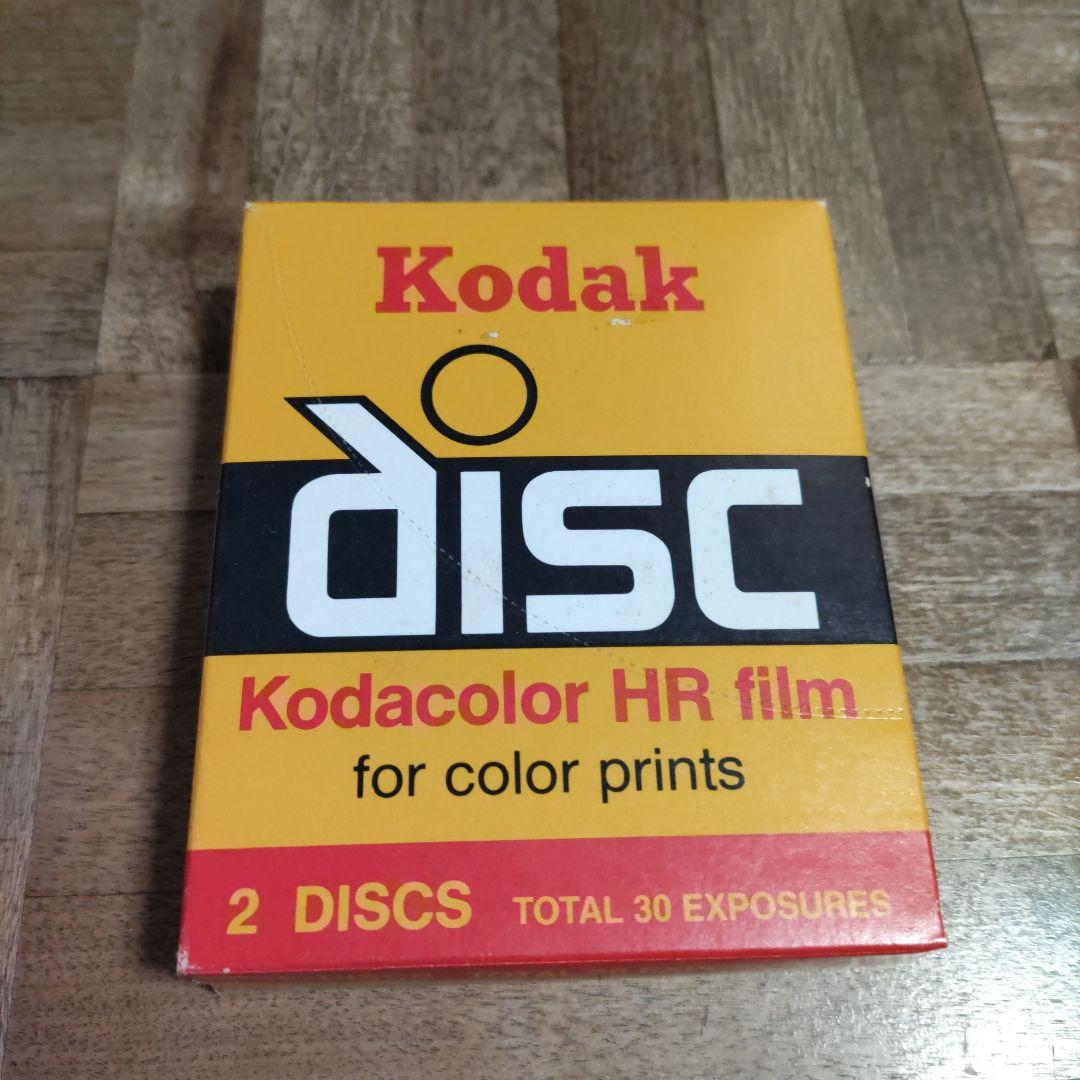 Kodak
disc
Kodacolor HR film
for color prints
2 DISCS TOTAL 30 EXPOSURES